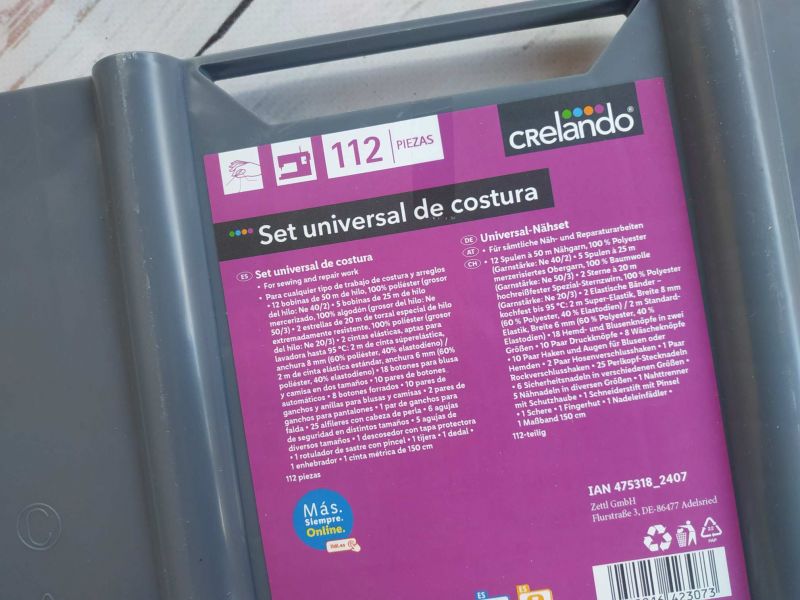 crelando®
112 PIEZAS
Set universal de costura
ES Set universal de costura
• For sewing and repair work
• Para cualquier tipo de trabajo de costura y arreglos
• 12 bobinas de 50 m de hilo, 100% poliéster (grosor
del hilo: Ne 40/2) • 5 bobinas de 25 m de hilo
mercerizado, 100% algodón (grosor del hilo: Ne
50/3) • 2 estrellas de 20 m de torzal especial de hilo
extremadamente resistente, 100% poliéster (grosor
del hilo: Ne 20/3) • 2 cintas elásticas, aptas para
lavadora hasta 95 °C: 2 m de cinta súperelástica,
anchura 8 mm (60% poliéster, 40% elastodieno) /
2 m de cinta elástica estándar, anchura 6 mm (60%
poliéster, 40% elastodieno) • 18 botones para blusa
y camisa en dos tamaños • 10 pares de botones
automáticos • 8 botones forrados • 10 pares de
ganchos y anillas para blusas y camisas • 2 pares de
ganchos para pantalones • 1 par de ganchos para
falda • 25 alfileres con cabeza de perla • 6 agujas
de seguridad en distintos tamaños • 5 agujas de
diversos tamaños • 1 descosedor con tapa protectora
• 1 rotulador de sastre con pincel • 1 tijera • 1 dedal •
1 enhebrador • 1 cinta métrica de 150 cm
112 piezas
DE AT CH Universal-Nähset
• Für sämtliche Näh- und Reparaturarbeiten
• 12 Spulen à 50 m Nähgarn, 100 % Polyester
(Garnstärke: Ne 40/2) • 5 Spulen à 25 m
merzerisiertes Obergarn, 100 % Baumwolle
(Garnstärke: Ne 50/3) • 2 Sterne à 20 m
hochreißfester Spezial-Sternzwirn, 100 % Polyester
(Garnstärke: Ne 20/3) • 2 Elastische Bänder –
kochfest bis 95 °C: 2 m Super-Elastik, Breite 8 mm
(60 % Polyester, 40 % Elastodien) / 2 m Standard-
Elastik, Breite 6 mm (60 % Polyester, 40 %
Elastodien) • 18 Hemd- und Blusenknöpfe in zwei
Größen • 10 Paar Druckknöpfe • 8 Wäscheknöpfe
• 10 Paar Haken und Augen für Blusen oder
Hemden • 2 Paar Hosenverschlusshaken • 1 Paar
Rockverschlusshaken • 25 Perlkopf-Stecknadeln
• 6 Sicherheitsnadeln in verschiedenen Größen •
5 Nähnadeln in diversen Größen • 1 Nahttrenner
mit Schutzhaube • 1 Schneiderstift mit Pinsel
• 1 Schere • 1 Fingerhut • 1 Nadeleinfädler •
1 Maßband 150 cm
112-teilig
Más.
Siempre.
Online.
lidl.es
IAN 475318_2407
Zettl GmbH
Flurstraße 3, DE-86477 Adelsried
22
PAP
ES
ES
423073